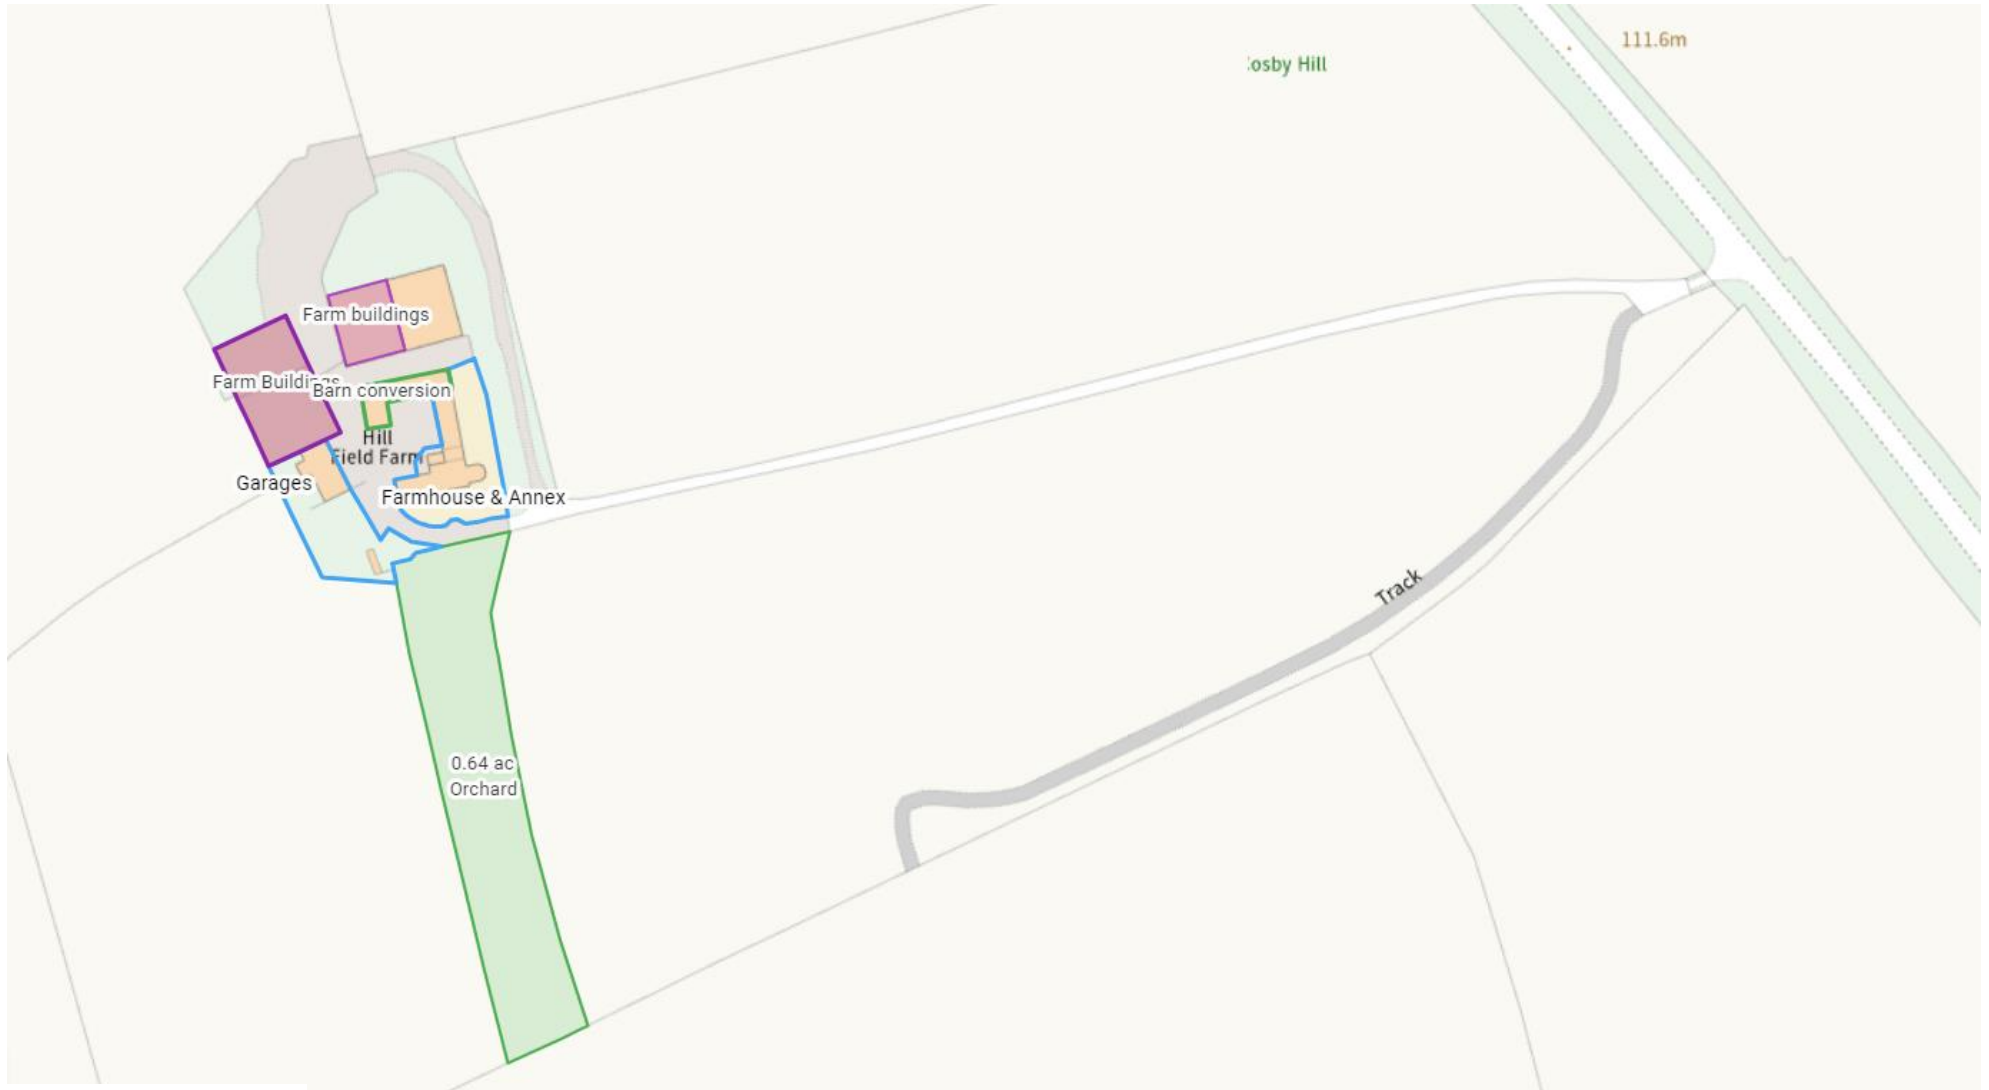 111.6m
osby Hill
Farm buildings
Farm Buildings
Barn conversion
Hill
Field Farm
Garages
Farmhouse & Annex
Track
0.64 ac
Orchard